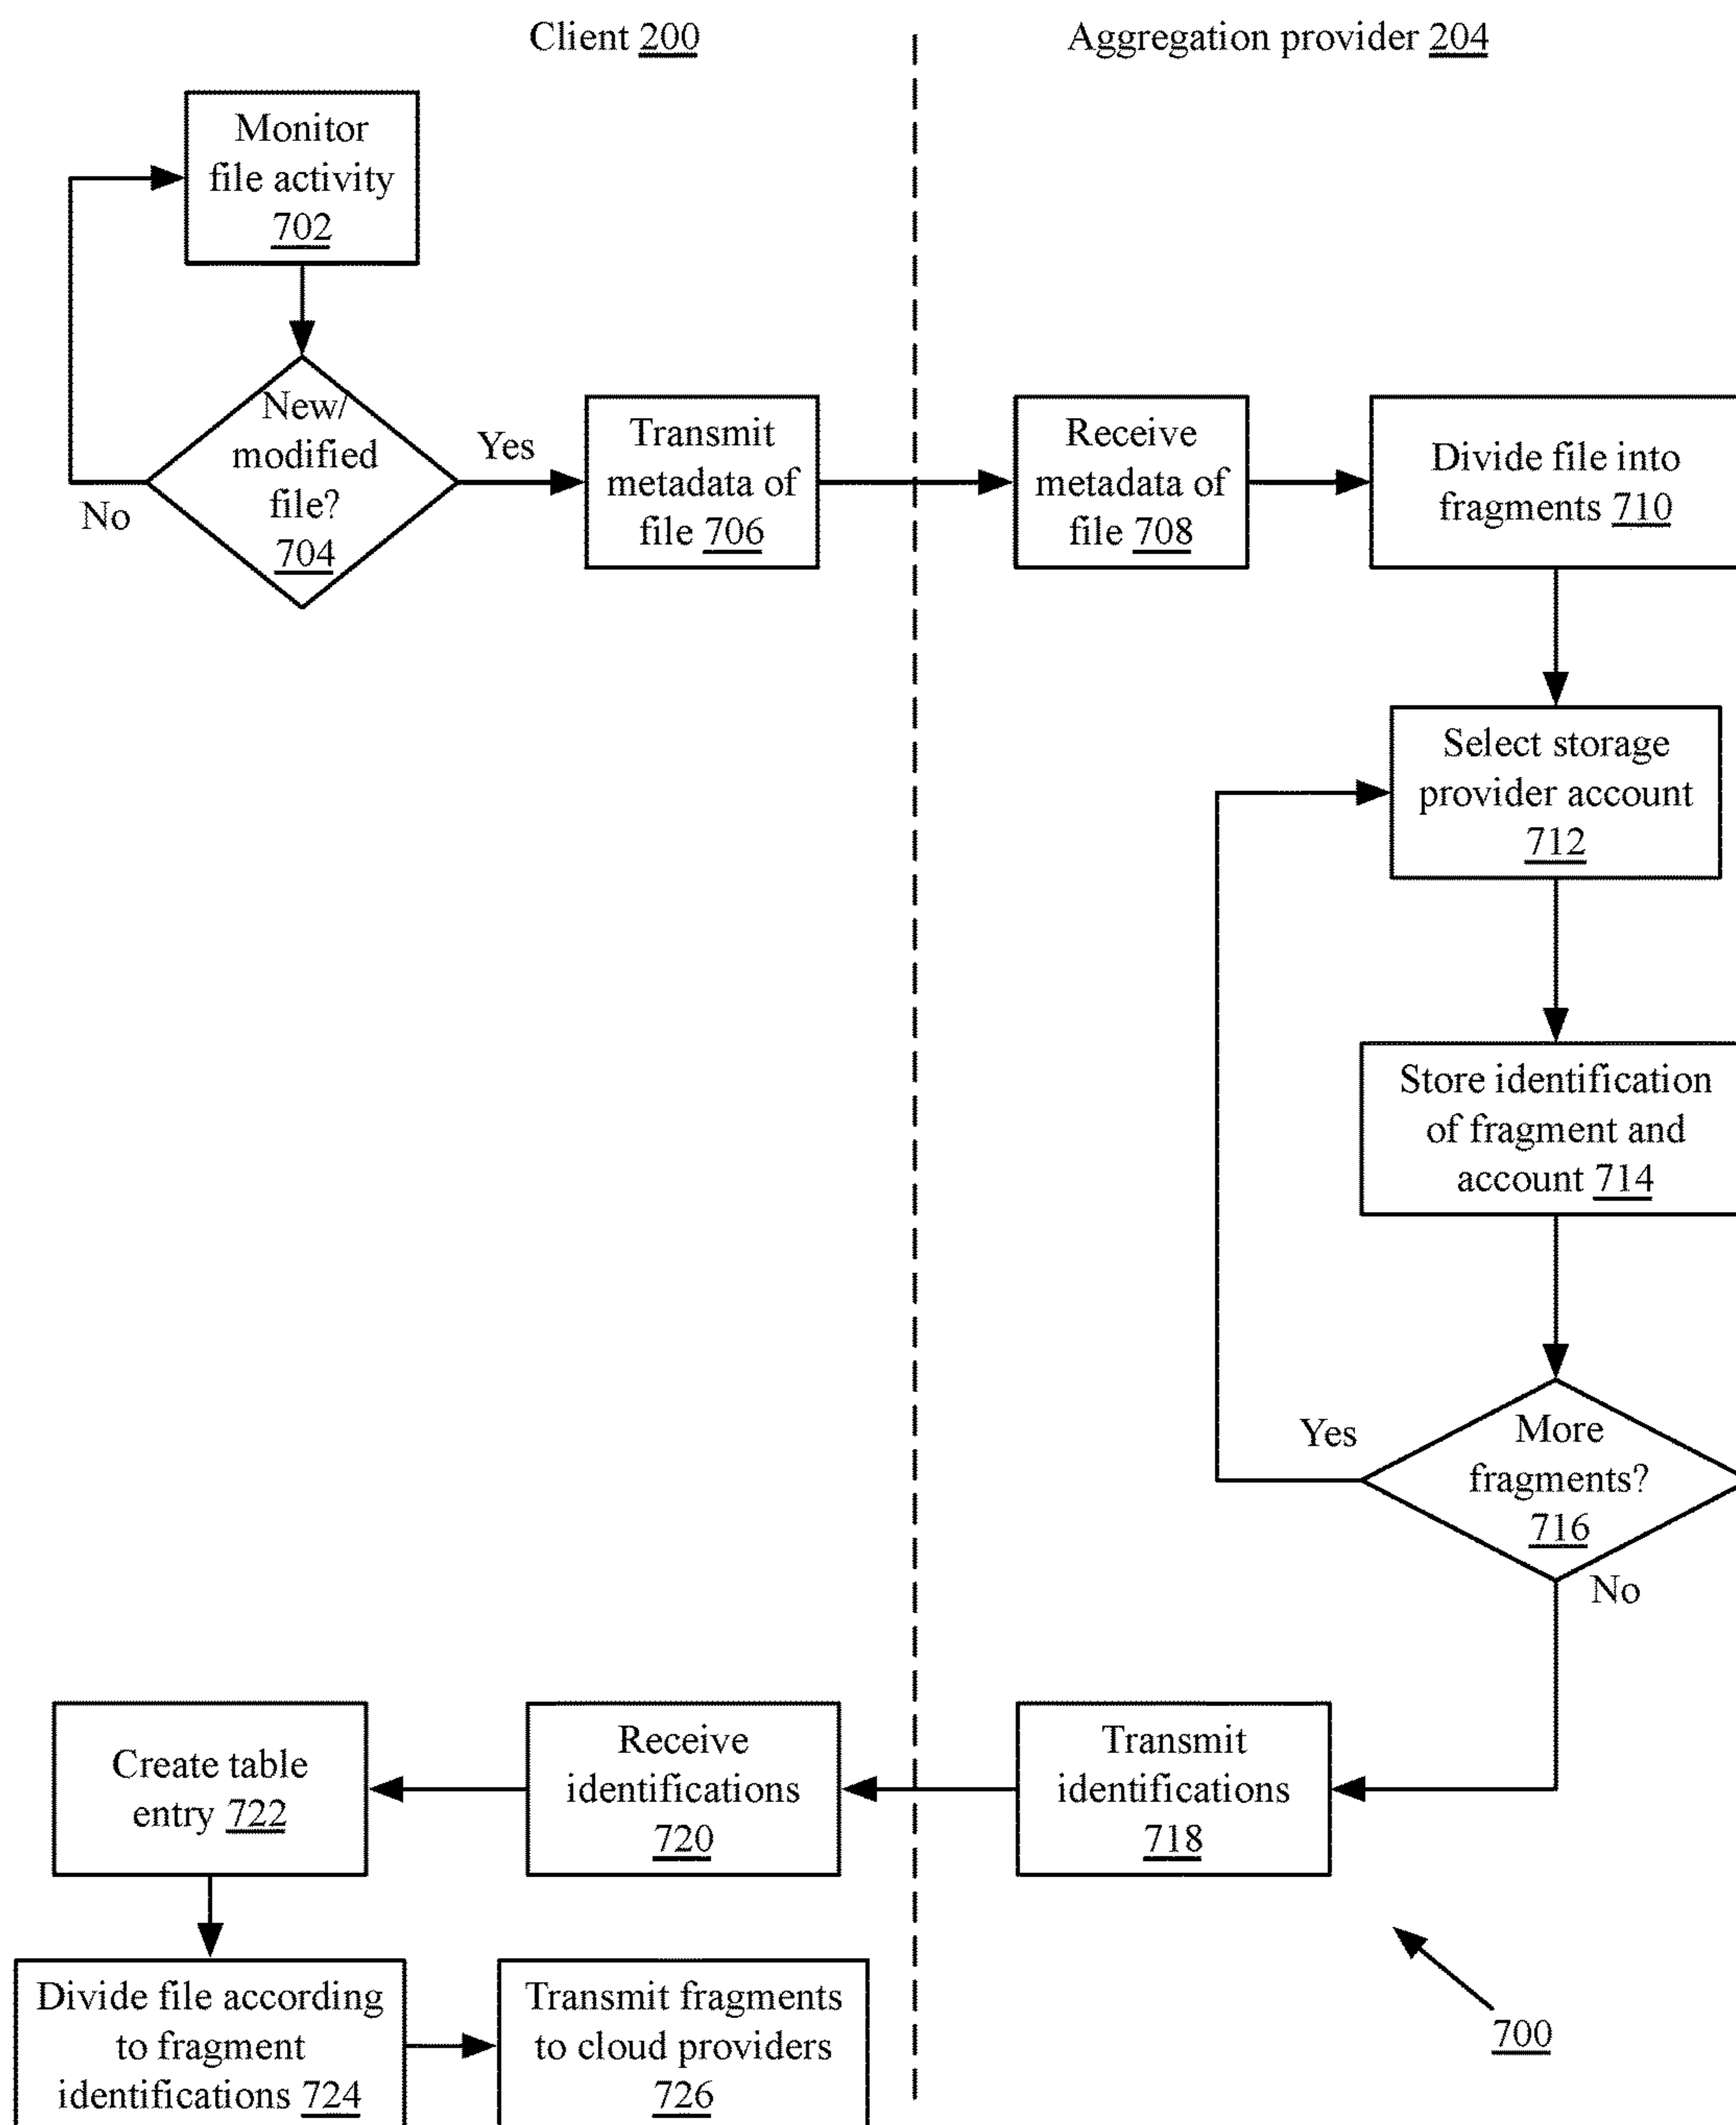 Client 200
Aggregation provider 204
Monitor
file activity
702
New/
modified
file?
704
Yes
No
Transmit
metadata of
file 706
Receive
metadata of
file 708
Divide file into
fragments 710
Select storage
provider account
712
Store identification
of fragment and
account 714
More
fragments?
716
Yes
No
Transmit
identifications
718
Receive
identifications
720
Create table
entry 722
Divide file according
to fragment
identifications 724
Transmit fragments
to cloud providers
726
700